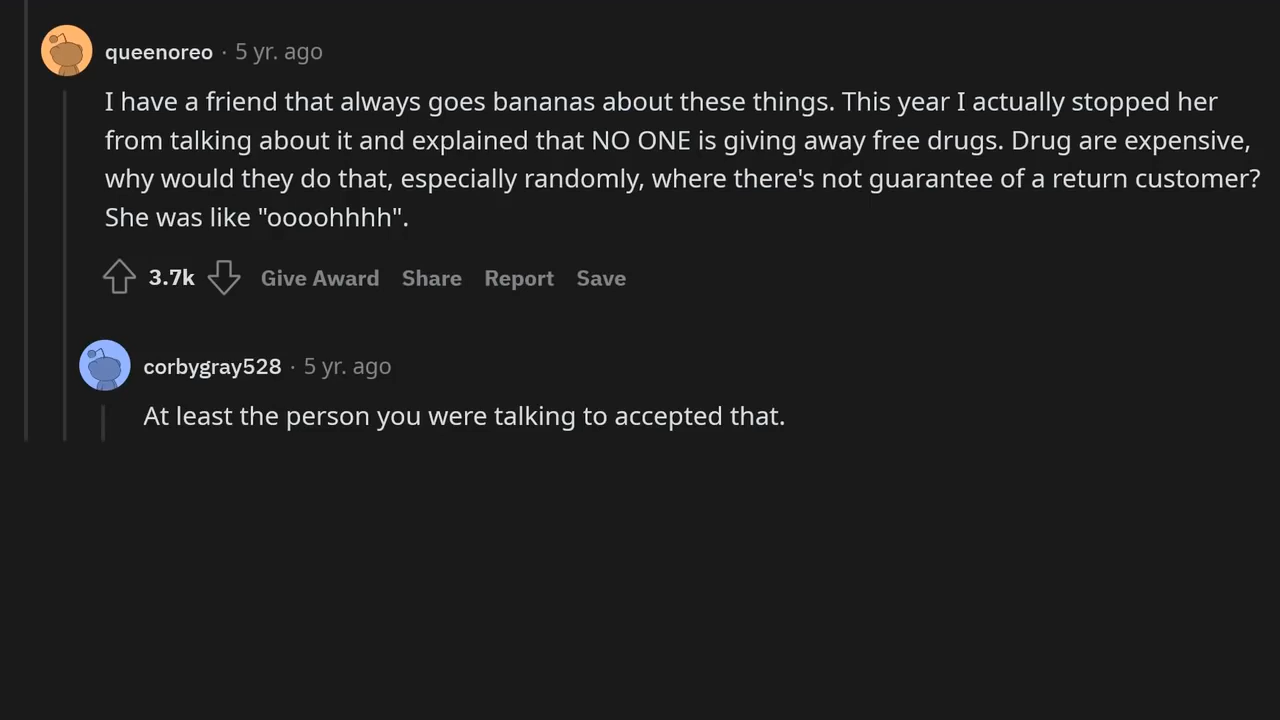 queenoreo · 5 yr. ago
I have a friend that always goes bananas about these things. This year I actually stopped her
from talking about it and explained that NO ONE is giving away free drugs. Drug are expensive,
why would they do that, especially randomly, where there's not guarantee of a return customer?
She was like "oooohhhh".
3.7k Give Award Share Report Save
corbygray528 · 5 yr. ago
At least the person you were talking to accepted that.